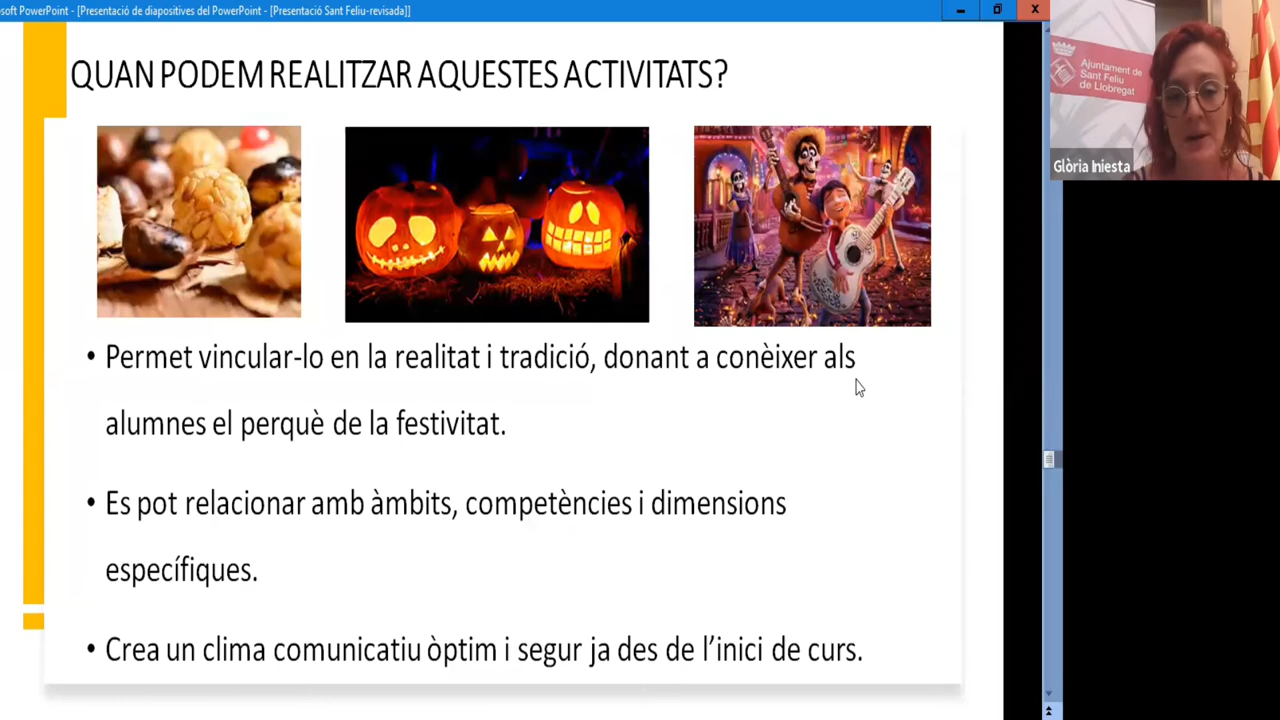 osoft PowerPoint - [Presentació de diapositives del PowerPoint - [Presentació Sant Feliu-revisada]]
QUAN PODEM REALITZAR AQUESTES ACTIVITATS?
Ajuntament de
Sant Feliu
de Llobregat
Glòria Iniesta
• Permet vincular-lo en la realitat i tradició, donant a conèixer als
alumnes el perquè de la festivitat.
• Es pot relacionar amb àmbits, competències i dimensions
específiques.
• Crea un clima comunicatiu òptim i segur ja des de l’inici de curs.